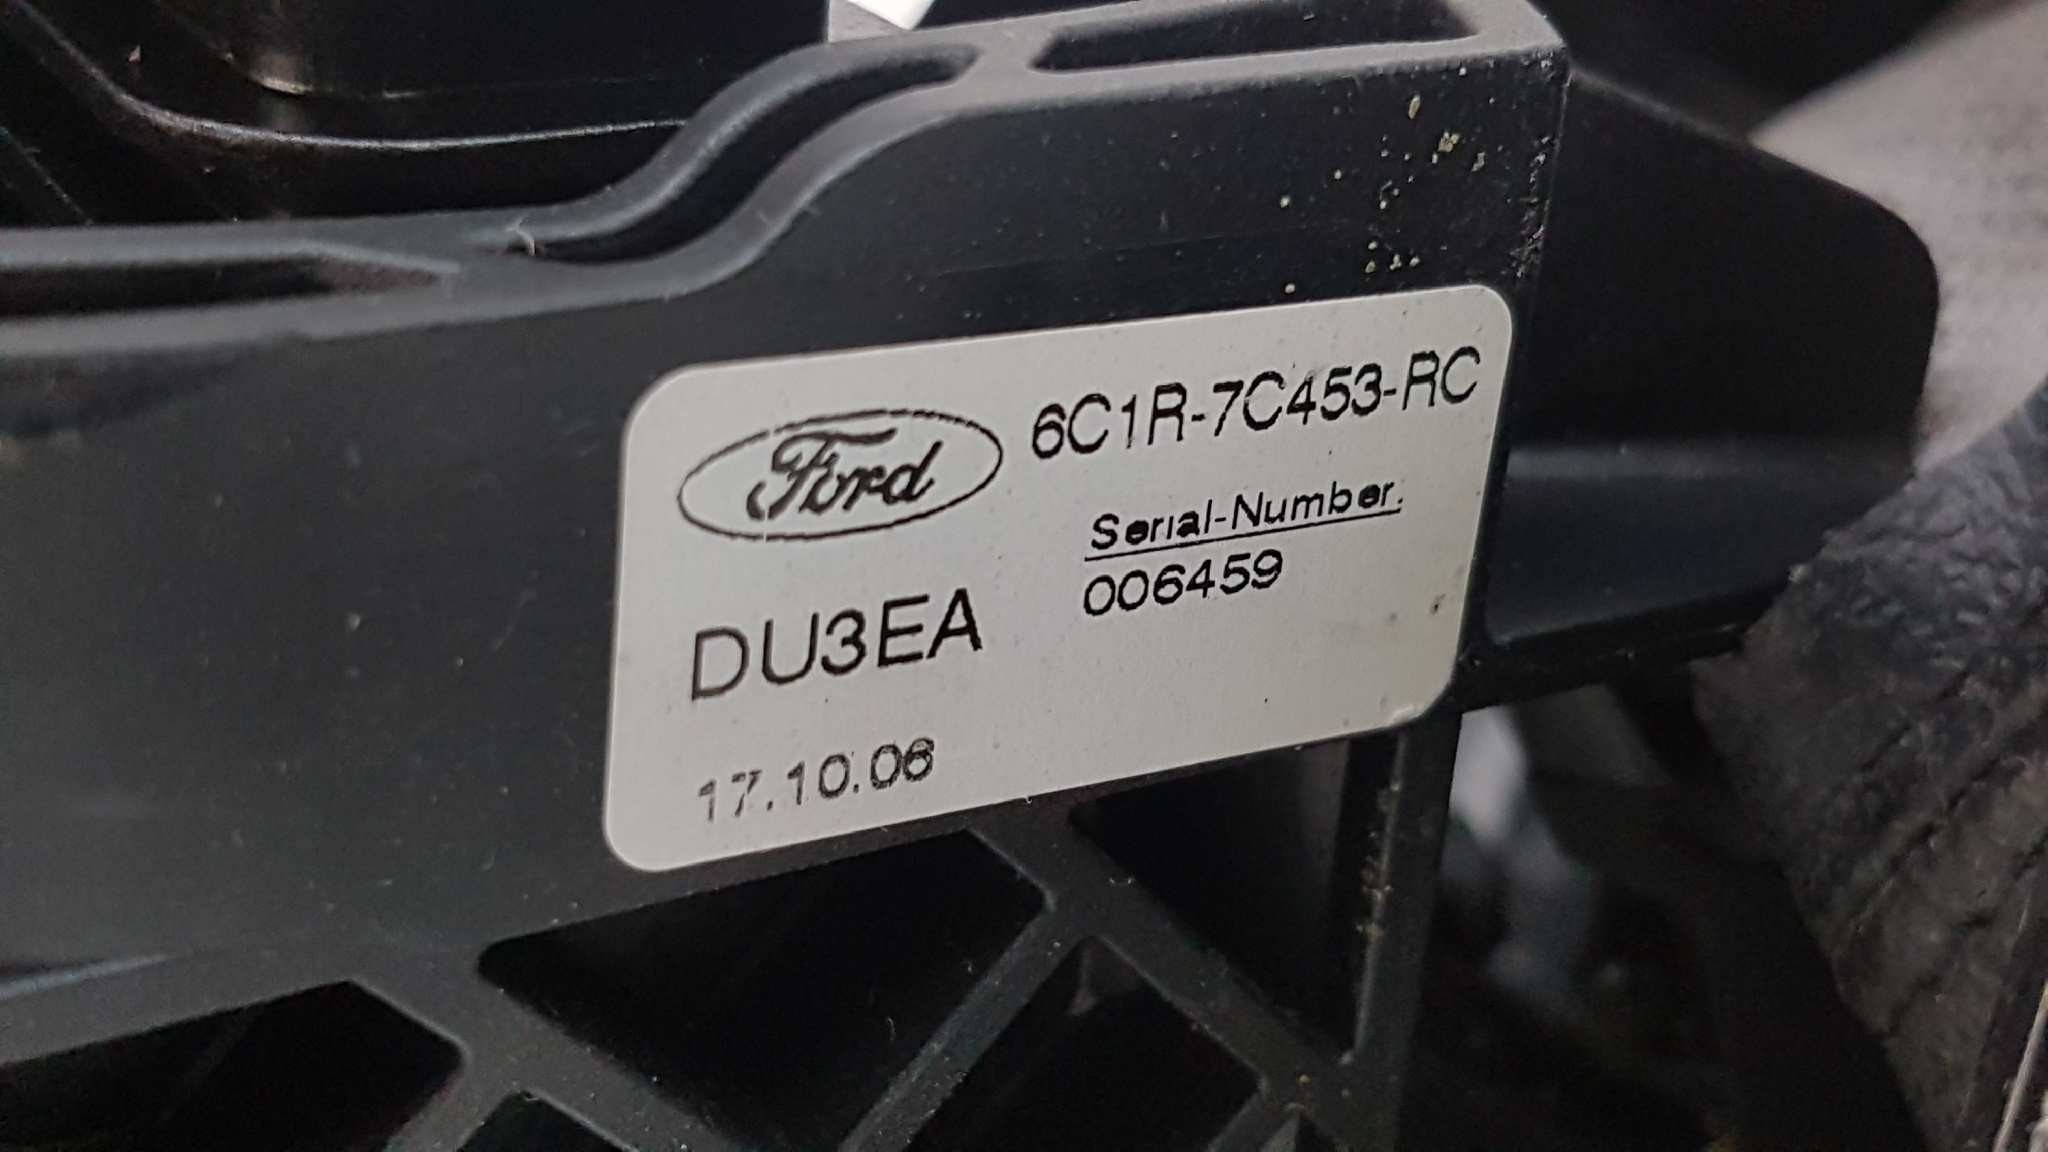 Ford
6C1R-7C453-RC
Serial-Number:
006459
DU3EA
17.10.06